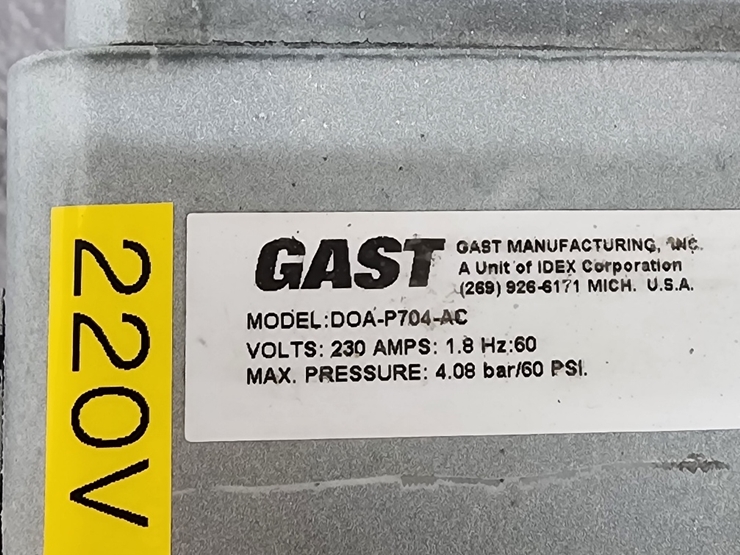 220V
GAST
GAST MANUFACTURING, INC.
A Unit of IDEX Corporation
(269) 926-6171 MICH. U.S.A.
MODEL:DOA-P704-AC
VOLTS: 230 AMPS: 1.8 Hz:60
MAX. PRESSURE: 4.08 bar/60 PSI.